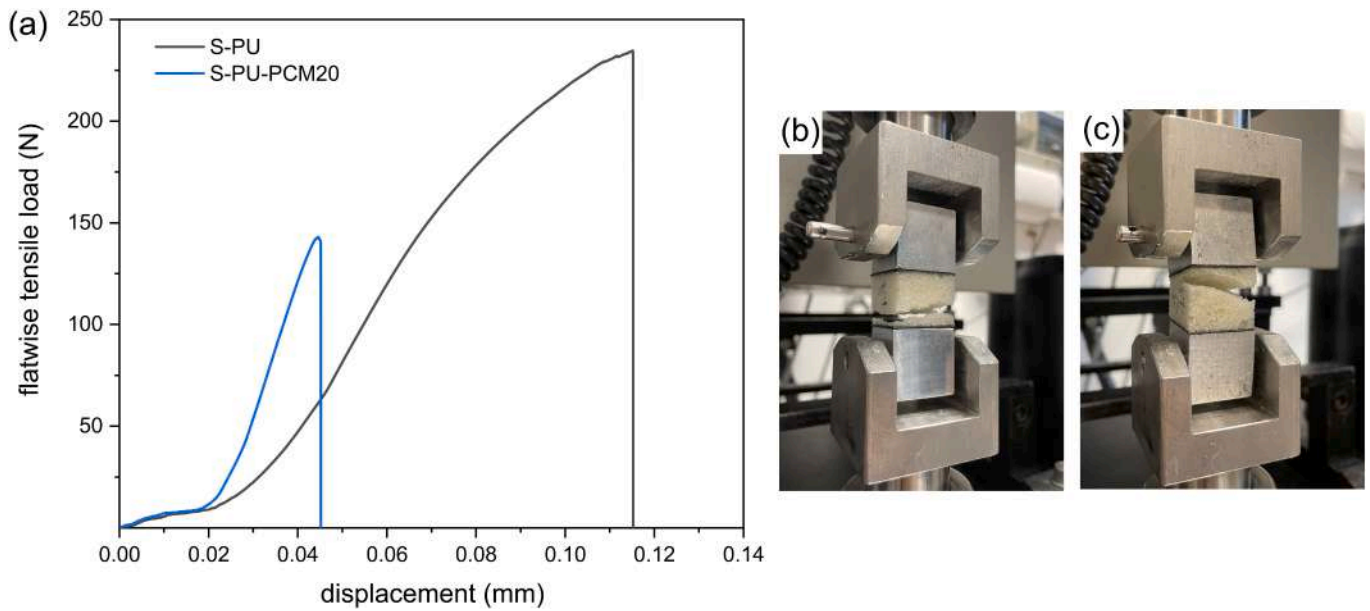 (a)
250
200
150
100
50
flatwise tensile load (N)
S-PU
S-PU-PCM20
0.00 0.02 0.04 0.06 0.08 0.10 0.12 0.14
displacement (mm)
(b)
(c)